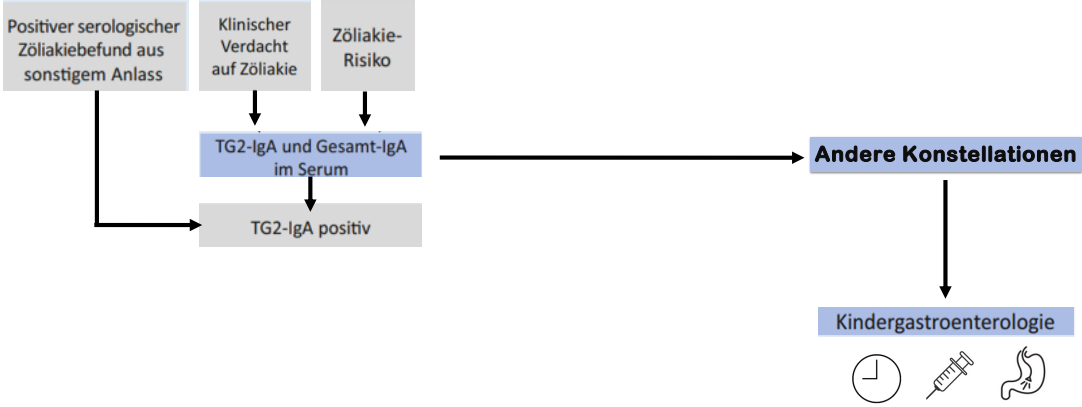 Positiver serologischer
Zöliakiebefund aus
sonstigem Anlass
Klinischer
Verdacht
auf Zöliakie
Zöliakie-
Risiko
TG2-IgA und Gesamt-IgA
im Serum
Andere Konstellationen
TG2-IgA positiv
Kindergastroenterologie